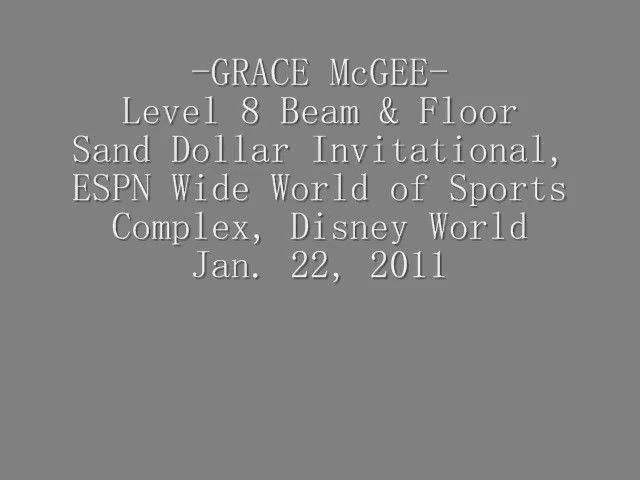 -GRACE McGEE-
Level 8 Beam & Floor
Sand Dollar Invitational,
ESPN Wide World of Sports
Complex, Disney World
Jan. 22, 2011